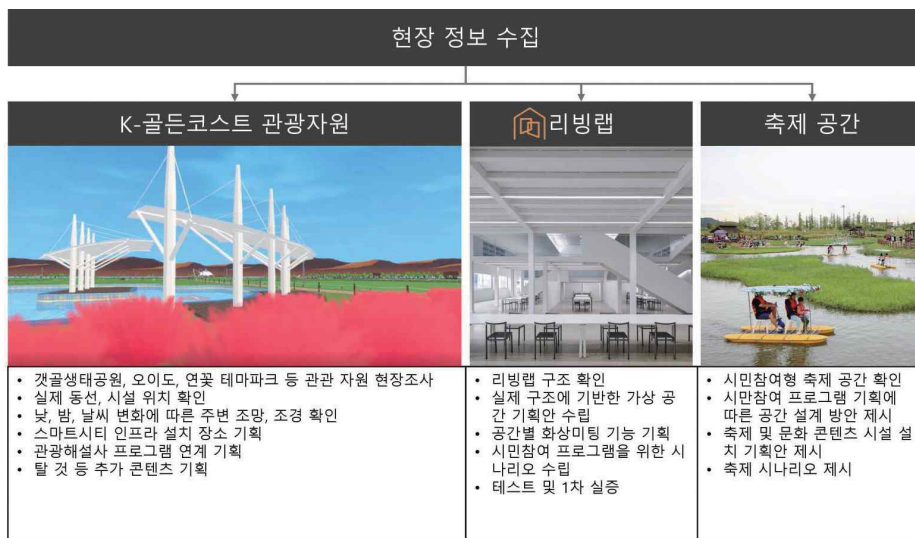 현장 정보 수집
K-골든코스트 관광자원
리빙랩
축제 공간
• 갯골생태공원, 오이도, 연꽃 테마파크 등 관관 자원 현장조사
• 실제 동선, 시설 위치 확인
• 낮, 밤, 날씨 변화에 따른 주변 조망, 조경 확인
• 스마트시티 인프라 설치 장소 기획
• 관광해설사 프로그램 연계 기획
• 탈 것 등 추가 콘텐츠 기획
• 리빙랩 구조 확인
• 실제 구조에 기반한 가상 공
간 기획안 수립
• 공간별 화상미팅 기능 기획
• 시민참여 프로그램을 위한 시
나리오 수립
• 테스트 및 1차 실증
• 시민참여형 축제 공간 확인
• 시만참여 프로그램 기획에
따른 공간 설계 방안 제시
• 축제 및 문화 콘텐츠 시설 설
치 기획안 제시
• 축제 시나리오 제시